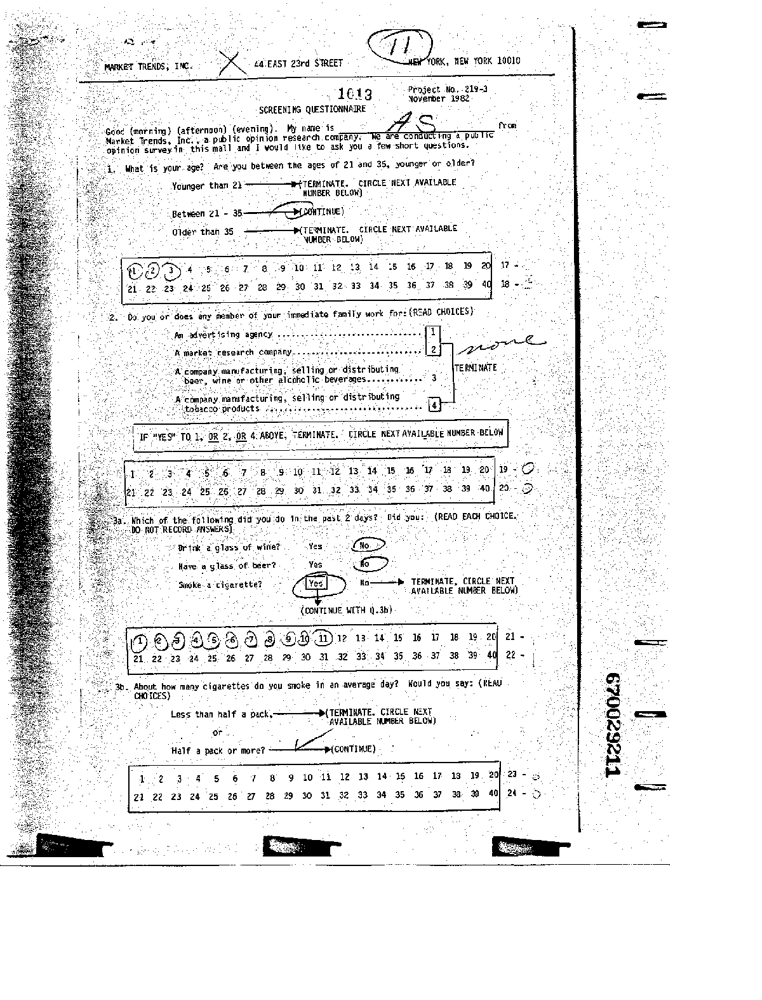 11
MARKET TRENDS, INC. X 44 EAST 23rd STREET NEW YORK, NEW YORK 10010
1013 Project No. 219-3
November 1982
SCREENING QUESTIONNAIRE
Good (morning) (afternoon) (evening). My name is AS from
Market Trends, Inc., a public opinion research company. We are conducting a public
opinion survey in this mall and I would like to ask you a few short questions.
1. What is your age? Are you between the ages of 21 and 35, younger or older?
Younger than 21 (TERMINATE. CIRCLE NEXT AVAILABLE
NUMBER BELOW)
Between 21 - 35 (CONTINUE)
Older than 35 (TERMINATE. CIRCLE NEXT AVAILABLE
NUMBER BELOW)
1 2 3 4 5 6 7 8 9 10 11 12 13 14 15 16 17 18 19 20 17 -
21 22 23 24 25 26 27 28 29 30 31 32 33 34 35 36 37 38 39 40 18 -
2. Do you or does any member of your immediate family work for: (READ CHOICES)
An advertising agency ........................ 1
A market research company........................ 2 none
A company manufacturing, selling or distributing TERMINATE
beer, wine or other alcoholic beverages............ 3
A company manufacturing, selling or distributing
tobacco products ........................ 4
IF "YES" TO 1, OR 2, OR 4 ABOVE, TERMINATE. CIRCLE NEXT AVAILABLE NUMBER BELOW
1 2 3 4 5 6 7 8 9 10 11 12 13 14 15 16 17 18 19 20 19 - 0
21 22 23 24 25 26 27 28 29 30 31 32 33 34 35 36 37 38 39 40 20 - 0
3a. Which of the following did you do in the past 2 days? Did you: (READ EACH CHOICE.
DO NOT RECORD ANSWERS)
Drink a glass of wine? Yes No
Have a glass of beer? Yes No
Smoke a cigarette? Yes No TERMINATE, CIRCLE NEXT
AVAILABLE NUMBER BELOW)
(CONTINUE WITH Q.3b)
1 2 3 4 5 6 7 8 9 10 11 12 13 14 15 16 17 18 19 20 21 -
21 22 23 24 25 26 27 28 29 30 31 32 33 34 35 36 37 38 39 40 22 -
3b. About how many cigarettes do you smoke in an average day? Would you say: (READ
CHOICES)
Less than half a pack, (TERMINATE. CIRCLE NEXT
AVAILABLE NUMBER BELOW)
or
Half a pack or more? (CONTINUE)
1 2 3 4 5 6 7 8 9 10 11 12 13 14 15 16 17 18 19 20 23 - 0
21 22 23 24 25 26 27 28 29 30 31 32 33 34 35 36 37 38 39 40 24 - 0
670029211